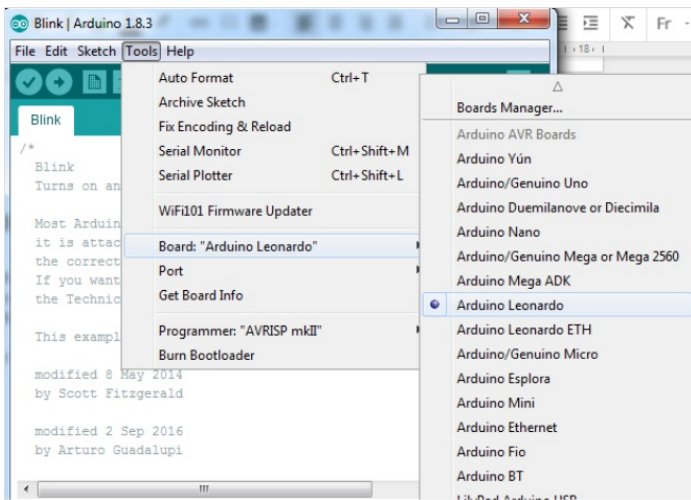 Blink | Arduino 1.8.3
Fr
18
File Edit Sketch Tools Help
Blink
/*
Blink
Turns on an
Most Arduin
it is attac
the correct
If you want
the Technic
This exampl
modified 8 May 2014
by Scott Fitzgerald
modified 2 Sep 2016
by Arturo Guadalupi
Auto Format Ctrl+T
Archive Sketch
Fix Encoding & Reload
Serial Monitor Ctrl+Shift+M
Serial Plotter Ctrl+Shift+L
WiFi101 Firmware Updater
Board: "Arduino Leonardo"
Port
Get Board Info
Programmer: "AVRISP mkII"
Burn Bootloader
Boards Manager...
Arduino AVR Boards
Arduino Yún
Arduino/Genuino Uno
Arduino Duemilanove or Diecimila
Arduino Nano
Arduino/Genuino Mega or Mega 2560
Arduino Mega ADK
Arduino Leonardo
Arduino Leonardo ETH
Arduino/Genuino Micro
Arduino Esplora
Arduino Mini
Arduino Ethernet
Arduino Fio
Arduino BT
LilyPad Arduino USB